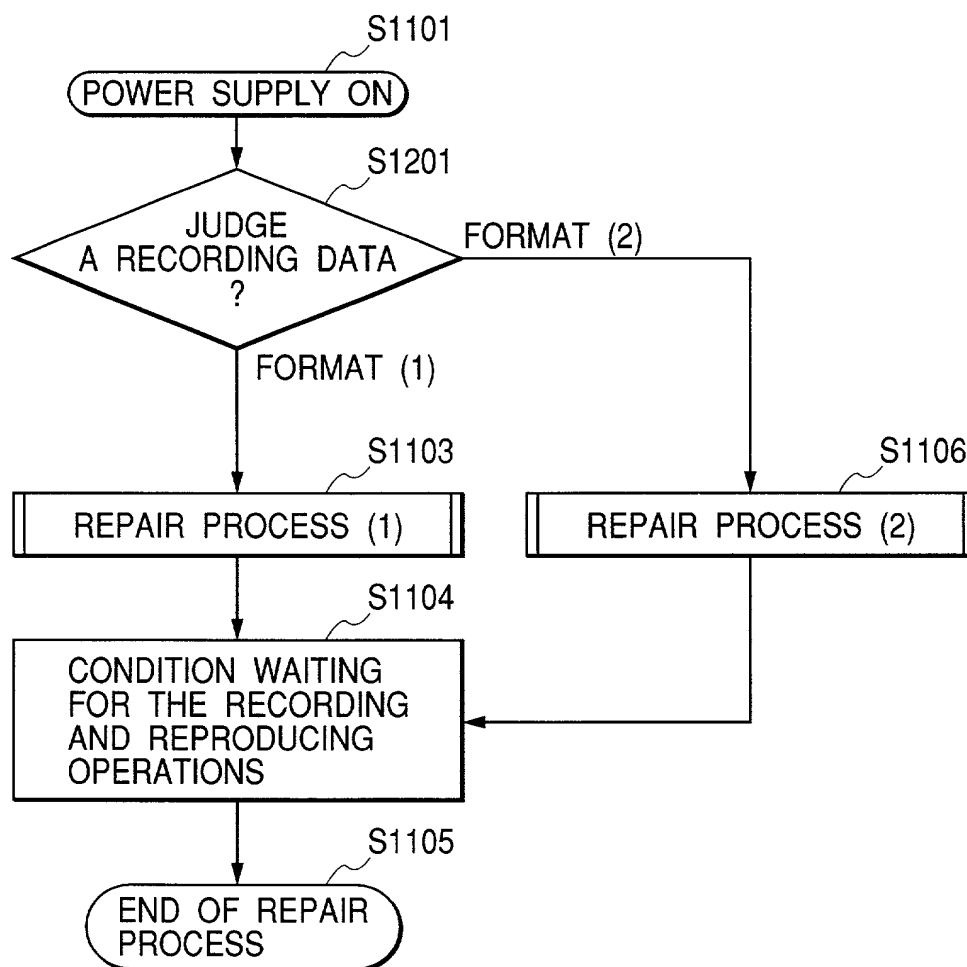 S1101
POWER SUPPLY ON
S1201
JUDGE
A RECORDING DATA
?
FORMAT (2)
FORMAT (1)
S1103
REPAIR PROCESS (1)
S1106
REPAIR PROCESS (2)
S1104
CONDITION WAITING
FOR THE RECORDING
AND REPRODUCING
OPERATIONS
S1105
END OF REPAIR
PROCESS